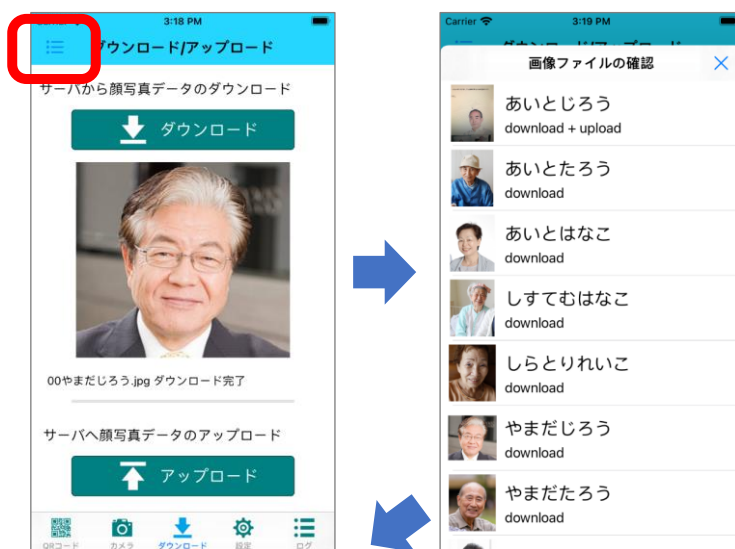 3:18 PM
ダウンロード/アップロード
サーバから顔写真データのダウンロード
ダウンロード
00やまだじろう.jpg ダウンロード完了
サーバへ顔写真データのアップロード
アップロード
QRコード
カメラ
ダウンロード
設定
ログ
Carrier
3:19 PM
画像ファイルの確認
あいとじろう
download + upload
あいとたろう
download
あいとはなこ
download
しすてむはなこ
download
しらとりれいこ
download
やまだじろう
download
やまだたろう
download